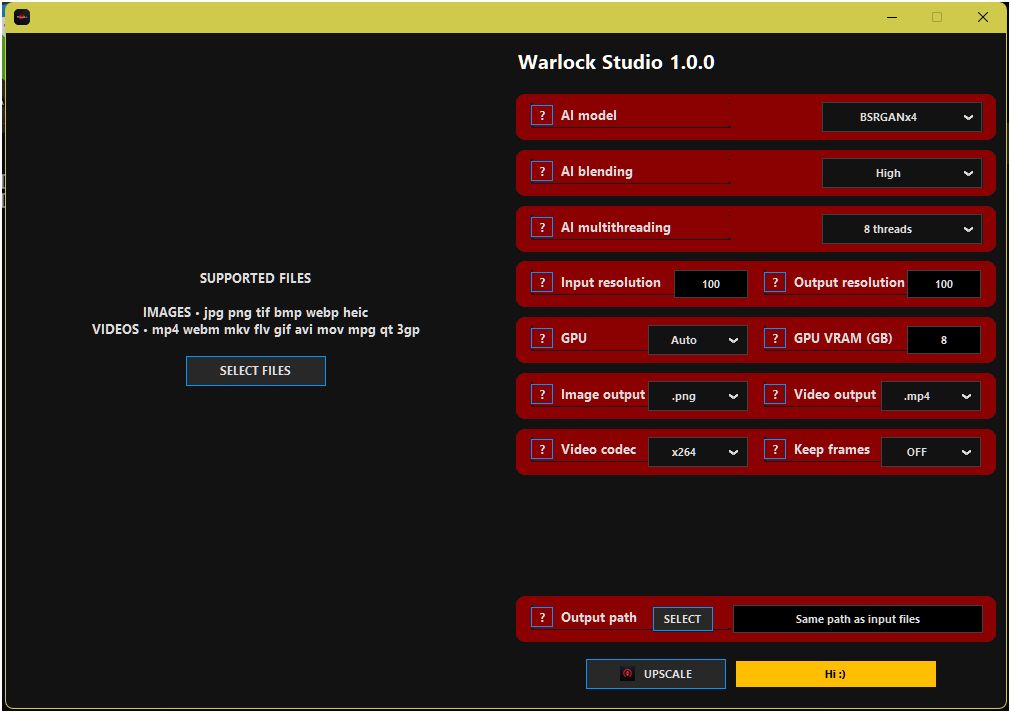 Warlock Studio 1.0.0
? AI model BSRGANx4
? AI blending High
? AI multithreading 8 threads
? Input resolution 100 ? Output resolution 100
? GPU Auto ? GPU VRAM (GB) 8
? Image output .png ? Video output .mp4
? Video codec x264 ? Keep frames OFF
SUPPORTED FILES
IMAGES • jpg png tif bmp webp heic
VIDEOS • mp4 webm mkv flv gif avi mov mpg qt 3gp
SELECT FILES
? Output path SELECT Same path as input files
UPSCALE Hi :)